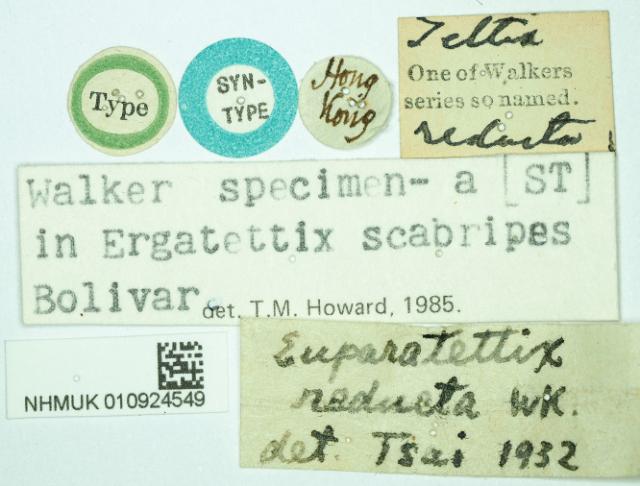 Type
SYN-
TYPE
Hong
Kong
Tettix
One of Walkers
series so named.
reducta
Walker specimen- a [ST]
in Ergatettix scabripes
Bolivar.
det. T.M. Howard, 1985.
NHMUK 010924549
Euparatettix
reducta WK.
det. Tsai 1932